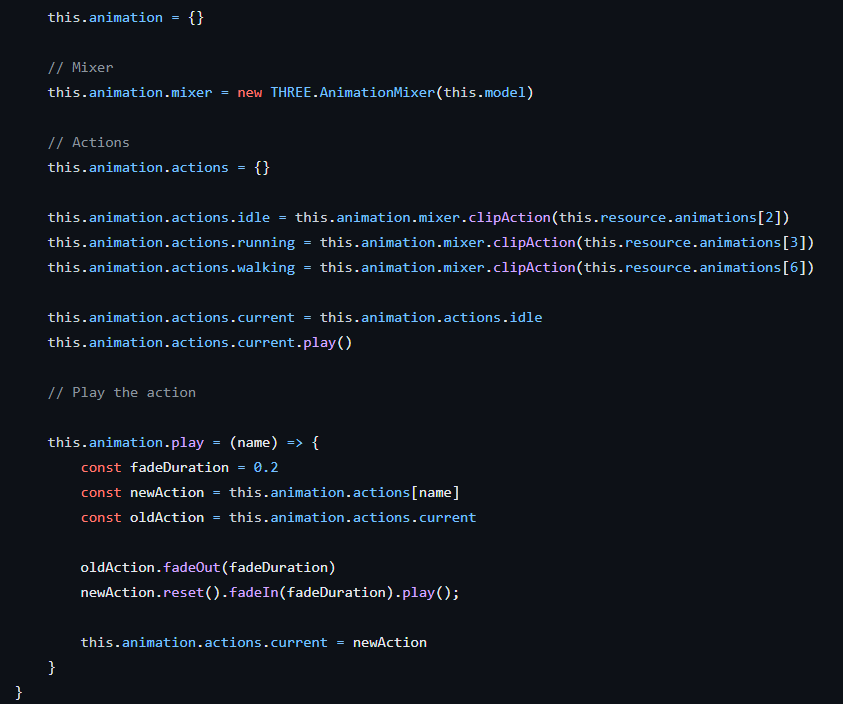 this.animation = {}
// Mixer
this.animation.mixer = new THREE.AnimationMixer(this.model)
// Actions
this.animation.actions = {}
this.animation.actions.idle = this.animation.mixer.clipAction(this.resource.animations[2])
this.animation.actions.running = this.animation.mixer.clipAction(this.resource.animations[3])
this.animation.actions.walking = this.animation.mixer.clipAction(this.resource.animations[6])
this.animation.actions.current = this.animation.actions.idle
this.animation.actions.current.play()
// Play the action
this.animation.play = (name) => {
const fadeDuration = 0.2
const newAction = this.animation.actions[name]
const oldAction = this.animation.actions.current
oldAction.fadeOut(fadeDuration)
newAction.reset().fadeIn(fadeDuration).play();
this.animation.actions.current = newAction
}
}